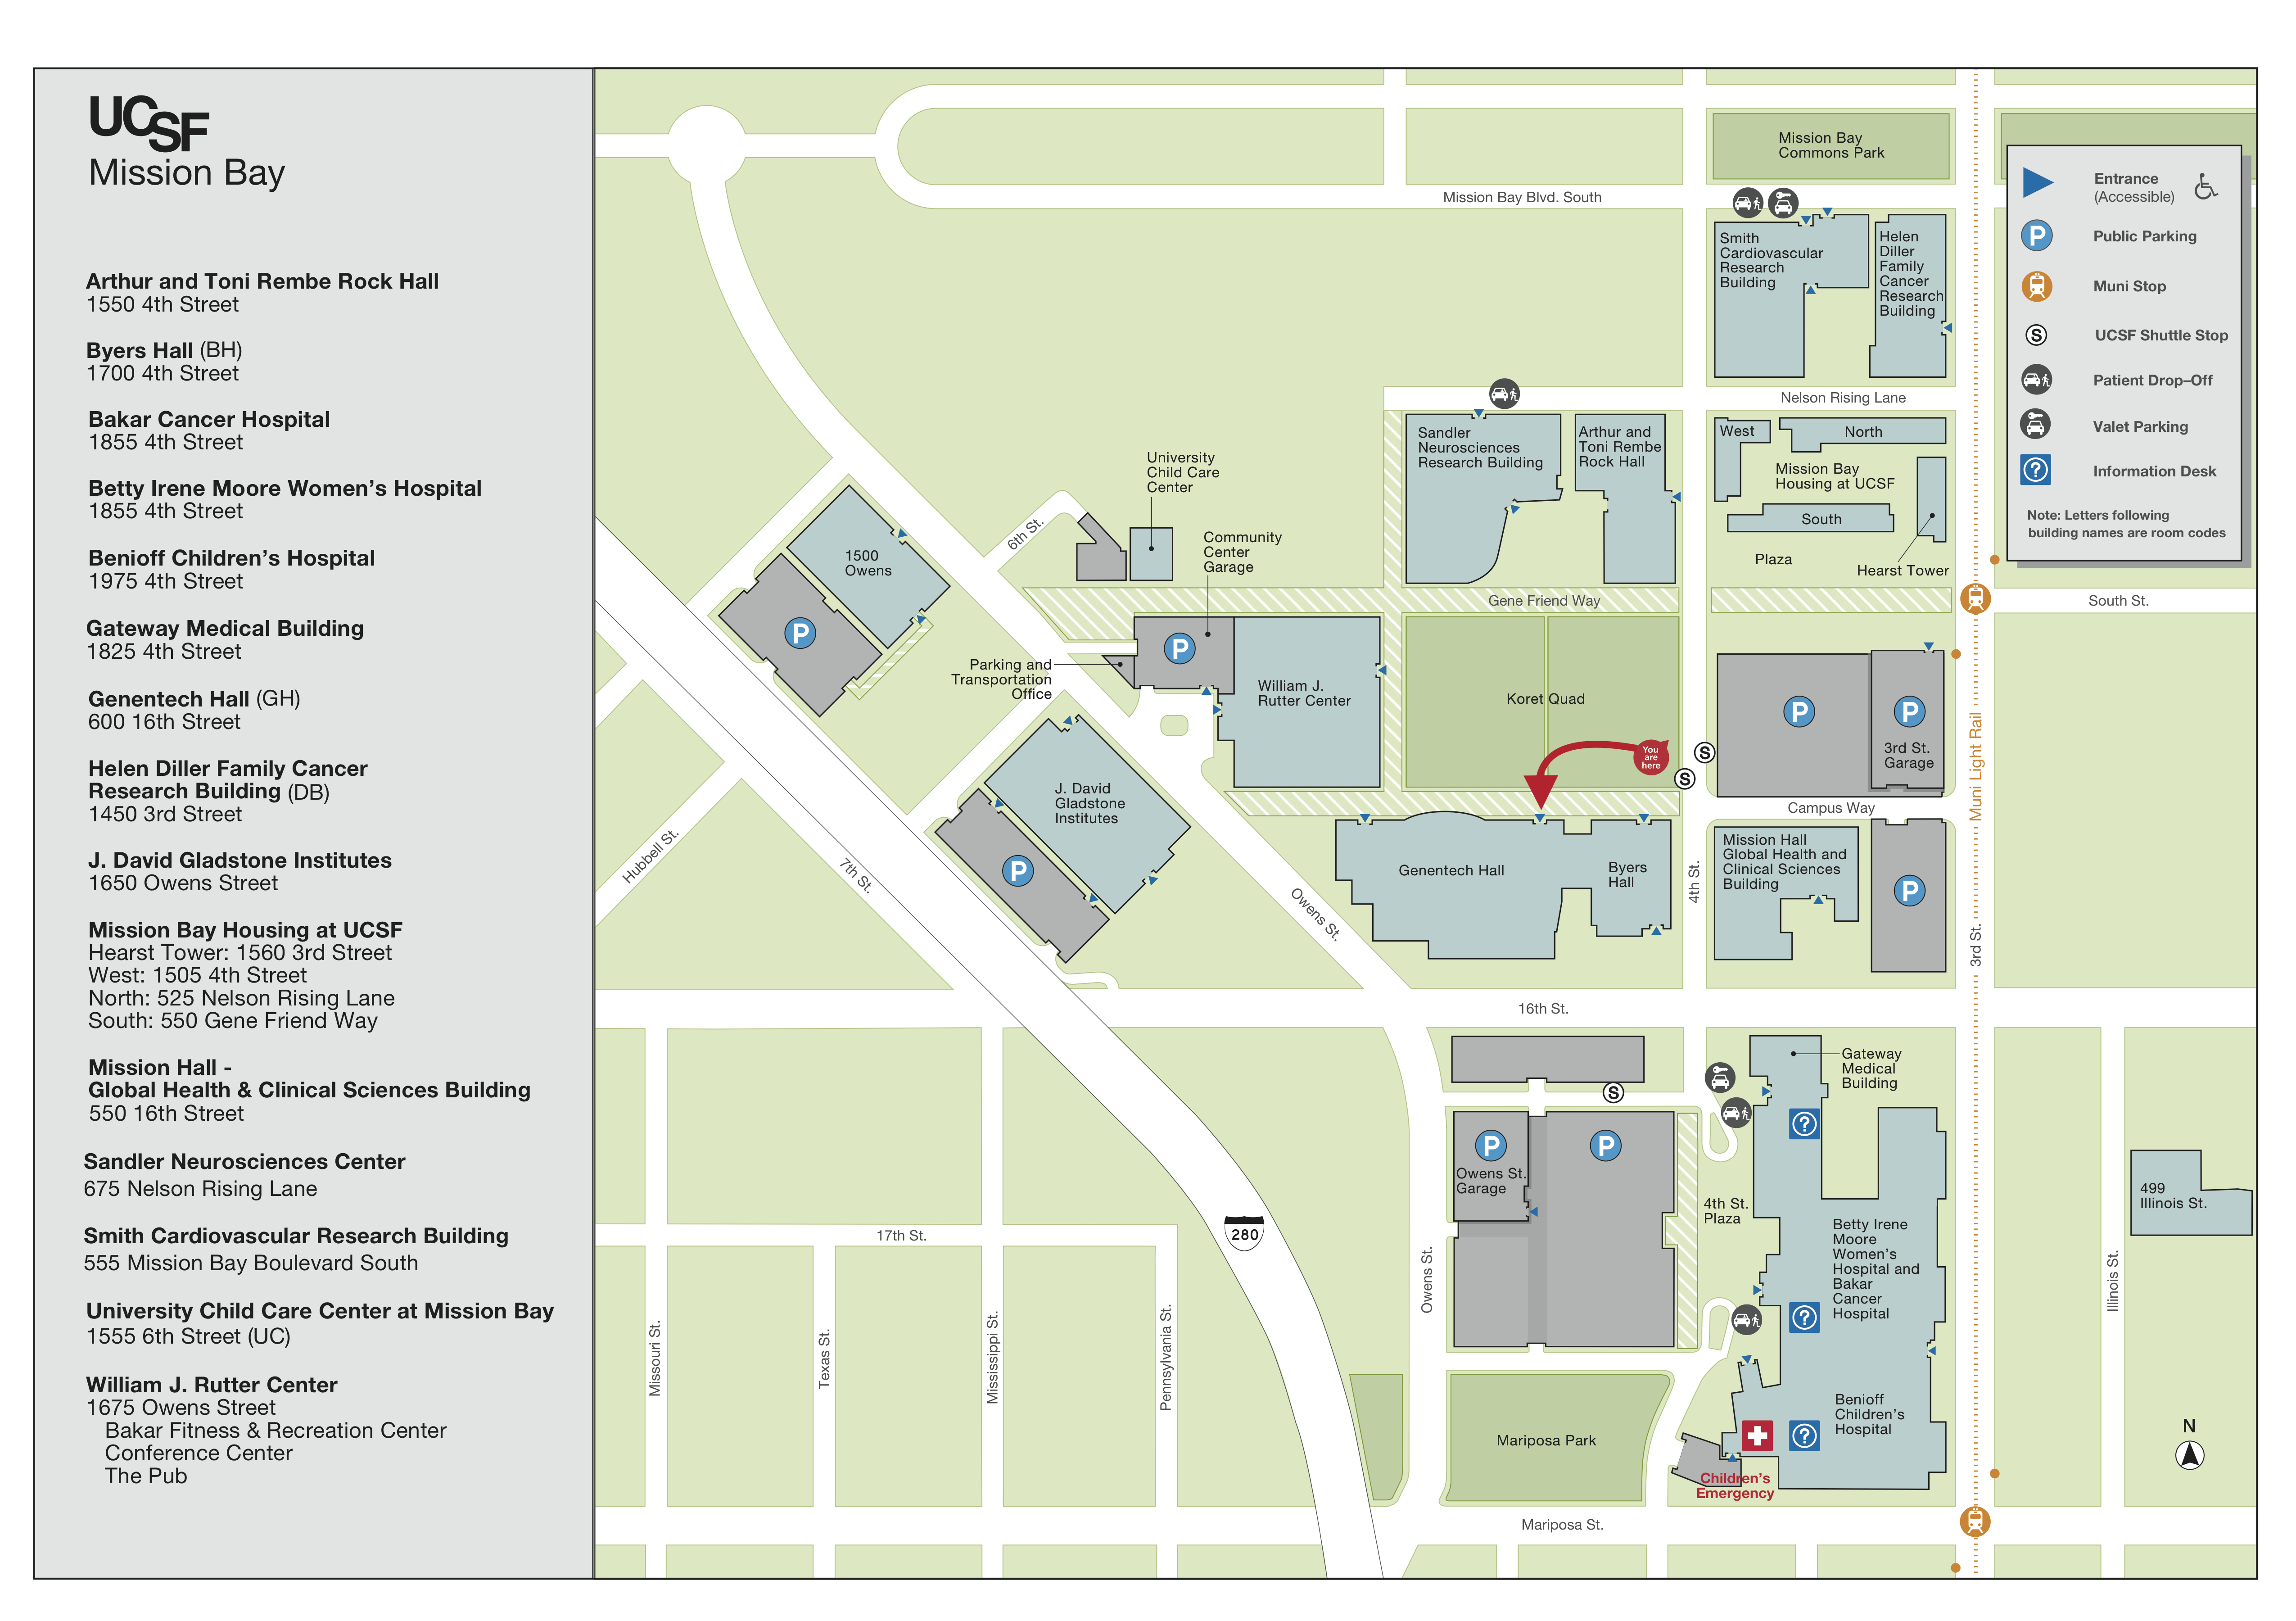 UCSF
Mission Bay
Arthur and Toni Rembe Rock Hall
1550 4th Street
Byers Hall (BH)
1700 4th Street
Bakar Cancer Hospital
1855 4th Street
Betty Irene Moore Women's Hospital
1855 4th Street
Benioff Children's Hospital
1975 4th Street
Gateway Medical Building
1825 4th Street
Genentech Hall (GH)
600 16th Street
Helen Diller Family Cancer
Research Building (DB)
1450 3rd Street
J. David Gladstone Institutes
1650 Owens Street
Mission Bay Housing at UCSF
Hearst Tower: 1560 3rd Street
West: 1505 4th Street
North: 525 Nelson Rising Lane
South: 550 Gene Friend Way
Mission Hall -
Global Health & Clinical Sciences Building
550 16th Street
Sandler Neurosciences Center
675 Nelson Rising Lane
Smith Cardiovascular Research Building
555 Mission Bay Boulevard South
University Child Care Center at Mission Bay
1555 6th Street (UC)
William J. Rutter Center
1675 Owens Street
Bakar Fitness & Recreation Center
Conference Center
The Pub
Mission Bay
Commons Park
Mission Bay Blvd. South
Smith
Cardiovascular
Research
Building
Helen
Diller
Family
Cancer
Research
Building
Nelson Rising Lane
Sandler
Neurosciences
Research Building
Arthur and
Toni Rembe
Rock Hall
West
North
Mission Bay
Housing at UCSF
South
Plaza
Hearst Tower
University
Child Care
Center
6th St.
Community
Center
Garage
1500
Owens
P
Gene Friend Way
South St.
P
Parking and
Transportation
Office
William J.
Rutter Center
Koret Quad
You
are
here
S
S
P
P
3rd St.
Garage
Muni Light Rail
Campus Way
J. David
Gladstone
Institutes
P
Hubbell St.
7th St.
Owens St.
Genentech Hall
Byers
Hall
4th St.
Mission Hall
Global Health and
Clinical Sciences
Building
P
3rd St.
16th St.
S
Gateway
Medical
Building
?
P
Owens St.
Garage
P
4th St.
Plaza
499
Illinois St.
Betty Irene
Moore
Women's
Hospital and
Bakar
Cancer
Hospital
?
17th St.
280
Owens St.
Illinois St.
Missouri St.
Texas St.
Mississippi St.
Pennsylvania St.
Mariposa Park
Benioff
Children's
Hospital
?
Children's
Emergency
Mariposa St.
N
Entrance
(Accessible)
P
Public Parking
Muni Stop
S
UCSF Shuttle Stop
Patient Drop–Off
Valet Parking
?
Information Desk
Note: Letters following
building names are room codes